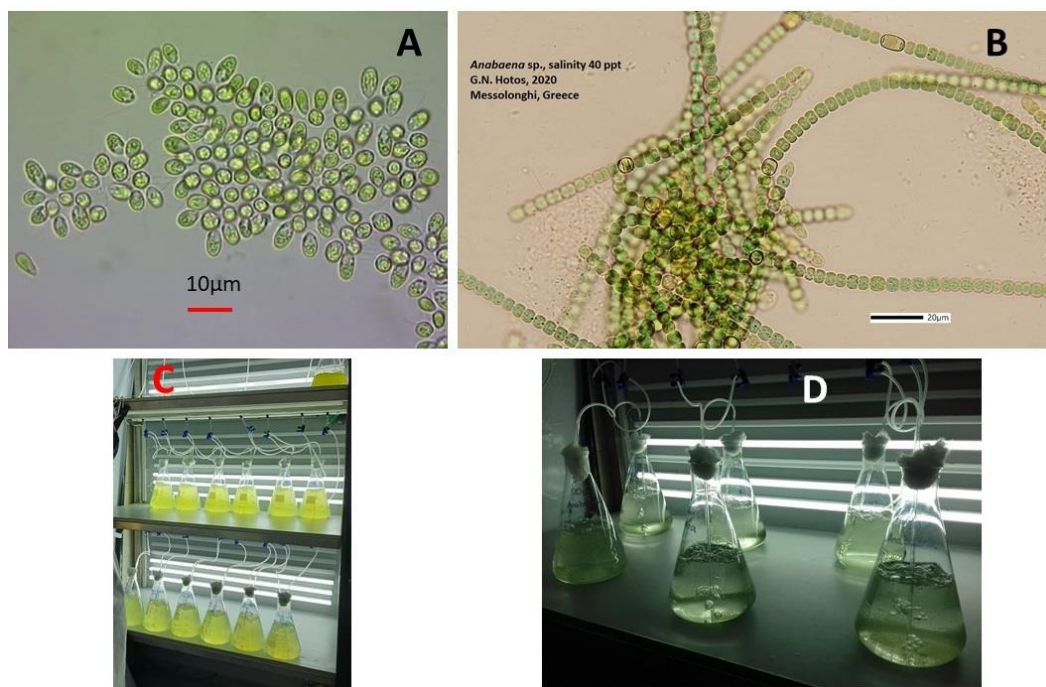 A
10μm
B
Anabaena sp., salinity 40 ppt
G.N. Hotos, 2020
Messolonghi, Greece
20μm
C
D